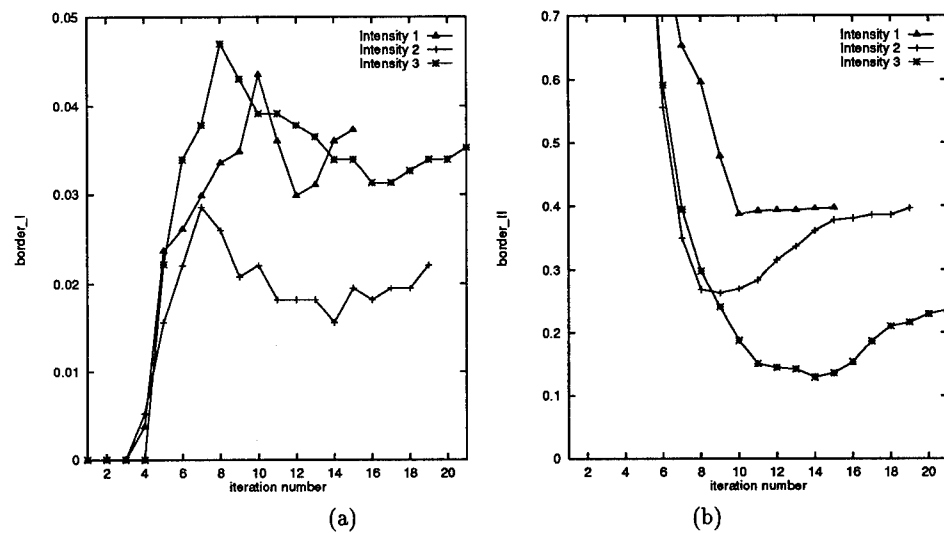 0.05
0.04
0.03
0.02
0.01
0
border_I
Intensity 1
Intensity 2
Intensity 3
2 4 6 8 10 12 14 16 18 20
iteration number
(a)
0.7
0.6
0.5
0.4
0.3
0.2
0.1
0
border_II
Intensity 1
Intensity 2
Intensity 3
2 4 6 8 10 12 14 16 18 20
iteration number
(b)